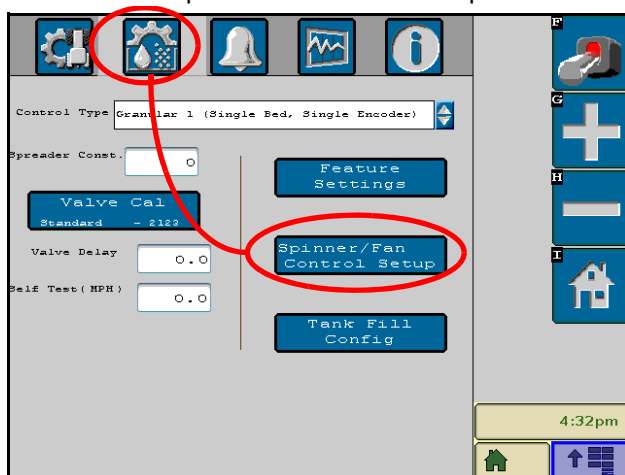 F
G
H
I
Control Type Granular 1 (Single Bed, Single Encoder)
Spreader Const. 0
Valve Cal
Standard - 2123
Valve Delay 0.0
Self Test(MPH) 0.0
Feature
Settings
Spinner/Fan
Control Setup
Tank Fill
Config
4:32pm